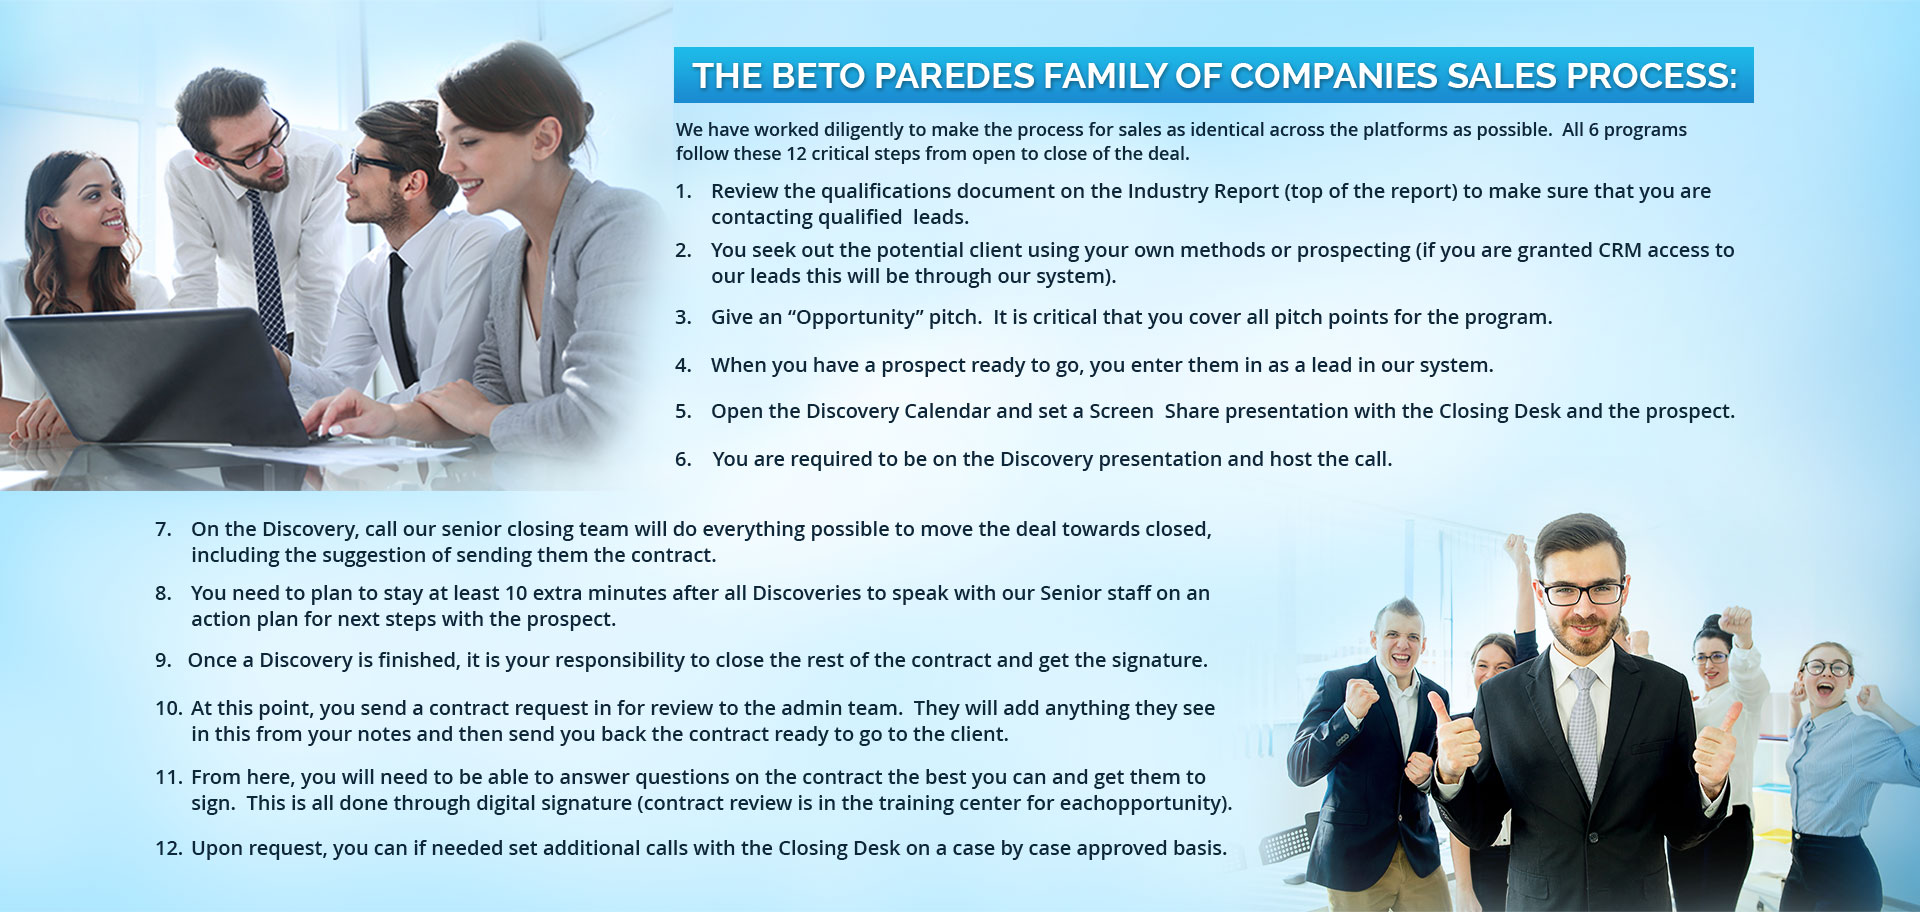 THE BETO PAREDES FAMILY OF COMPANIES SALES PROCESS:
We have worked diligently to make the process for sales as identical across the platforms as possible.  All 6 programs
follow these 12 critical steps from open to close of the deal.
1. Review the qualifications document on the Industry Report (top of the report) to make sure that you are
contacting qualified  leads.
2. You seek out the potential client using your own methods or prospecting (if you are granted CRM access to
our leads this will be through our system).
3. Give an “Opportunity” pitch.  It is critical that you cover all pitch points for the program.
4. When you have a prospect ready to go, you enter them in as a lead in our system.
5. Open the Discovery Calendar and set a Screen  Share presentation with the Closing Desk and the prospect.
6. You are required to be on the Discovery presentation and host the call.
7. On the Discovery, call our senior closing team will do everything possible to move the deal towards closed,
including the suggestion of sending them the contract.
8. You need to plan to stay at least 10 extra minutes after all Discoveries to speak with our Senior staff on an
action plan for next steps with the prospect.
9. Once a Discovery is finished, it is your responsibility to close the rest of the contract and get the signature.
10. At this point, you send a contract request in for review to the admin team.  They will add anything they see
in this from your notes and then send you back the contract ready to go to the client.
11. From here, you will need to be able to answer questions on the contract the best you can and get them to
sign.  This is all done through digital signature (contract review is in the training center for eachopportunity).
12. Upon request, you can if needed set additional calls with the Closing Desk on a case by case approved basis.